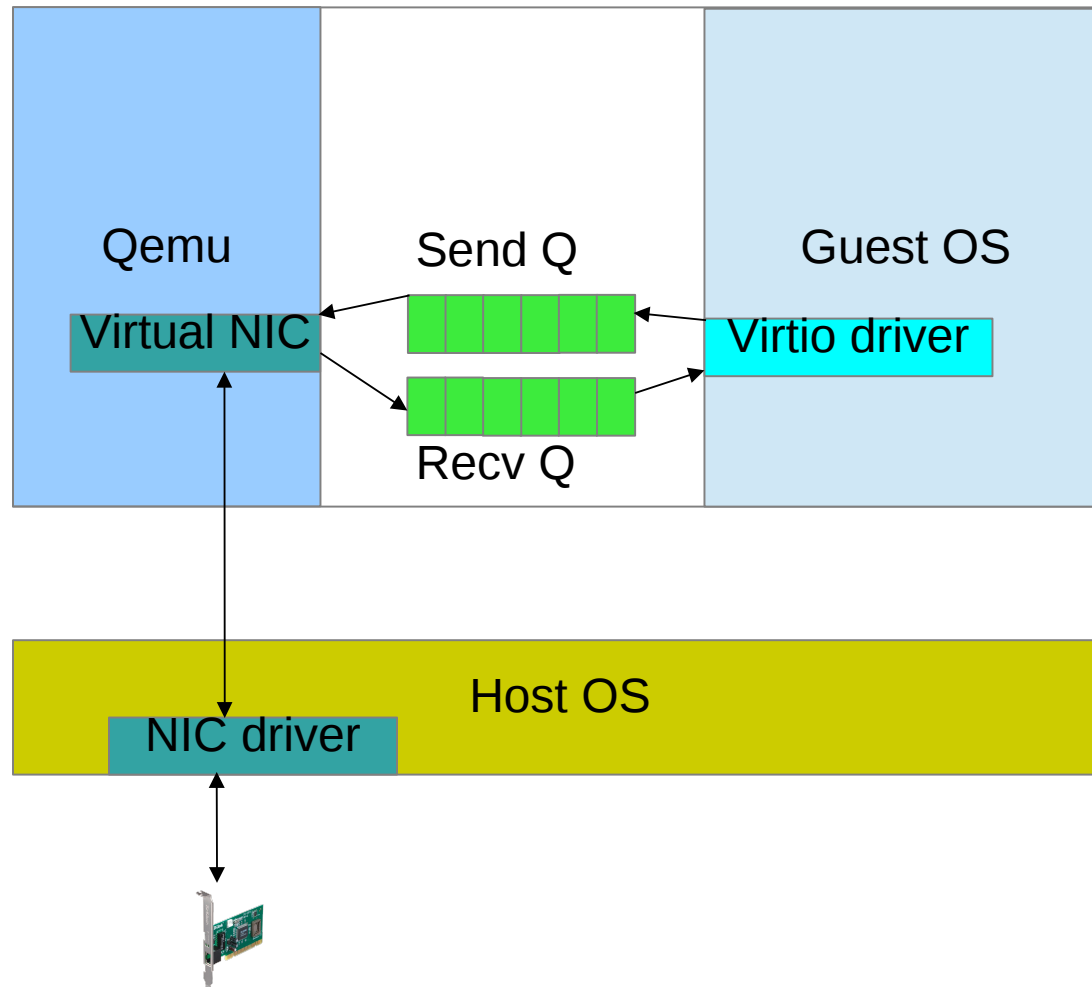 Qemu
Send Q
Guest OS
Virtual NIC
Virtio driver
Recv Q
Host OS
NIC driver